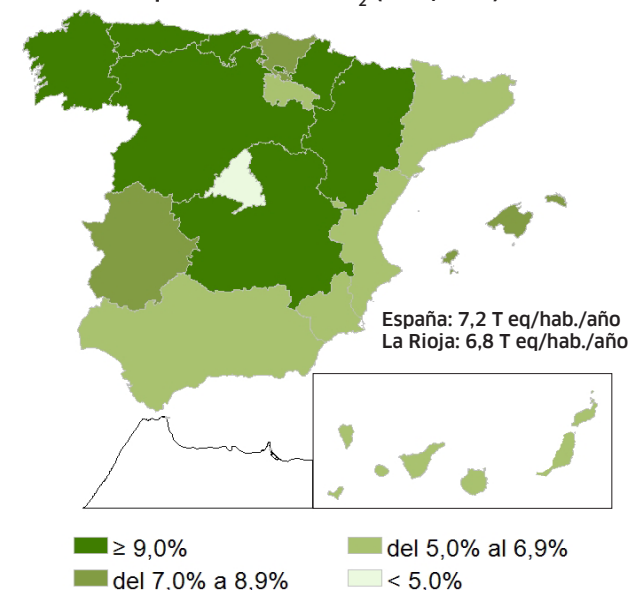 España: 7,2 T eq/hab./año
La Rioja: 6,8 T eq/hab./año
≥ 9,0%
del 5,0% al 6,9%
del 7,0% a 8,9%
< 5,0%